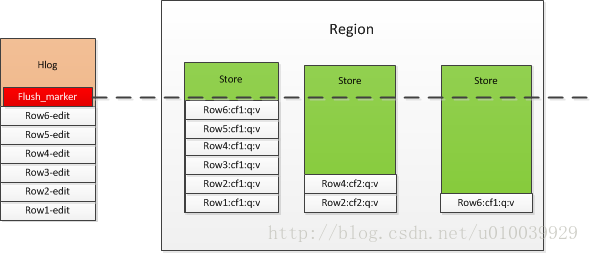 Region
Hlog
Flush_marker
Row6-edit
Row5-edit
Row4-edit
Row3-edit
Row2-edit
Row1-edit
Store
Row6:cf1:q:v
Row5:cf1:q:v
Row4:cf1:q:v
Row3:cf1:q:v
Row2:cf1:q:v
Row1:cf1:q:v
Store
Row4:cf2:q:v
Row2:cf2:q:v
Store
Row6:cf1:q:v
http://blog.csdn.net/u010039929